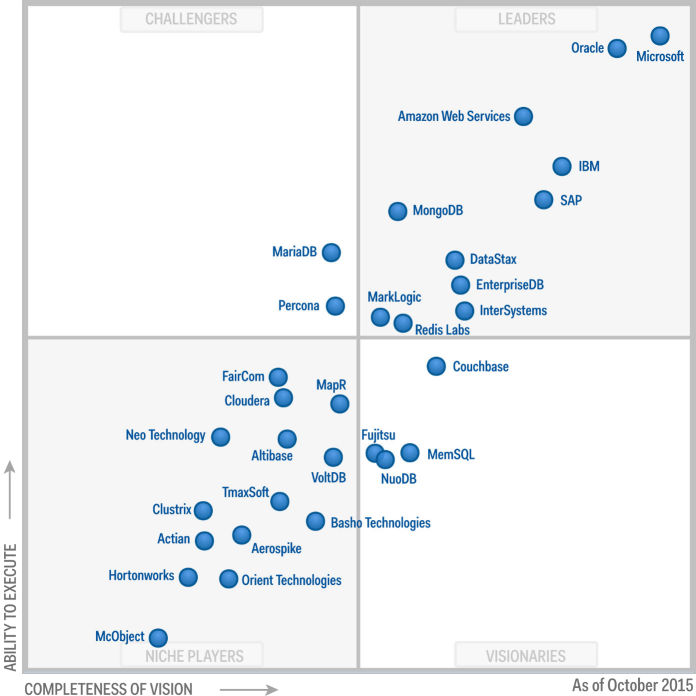 CHALLENGERS
LEADERS
Oracle
Microsoft
Amazon Web Services
IBM
SAP
MongoDB
MariaDB
DataStax
EnterpriseDB
Percona
MarkLogic
InterSystems
Redis Labs
Couchbase
FairCom
MapR
Cloudera
Neo Technology
Fujitsu
Altibase
MemSQL
VoltDB
NuoDB
TmaxSoft
Clustrix
Basho Technologies
Actian
Aerospike
Hortonworks
Orient Technologies
McObject
NICHE PLAYERS
VISIONARIES
ABILITY TO EXECUTE
COMPLETENESS OF VISION
As of October 2015